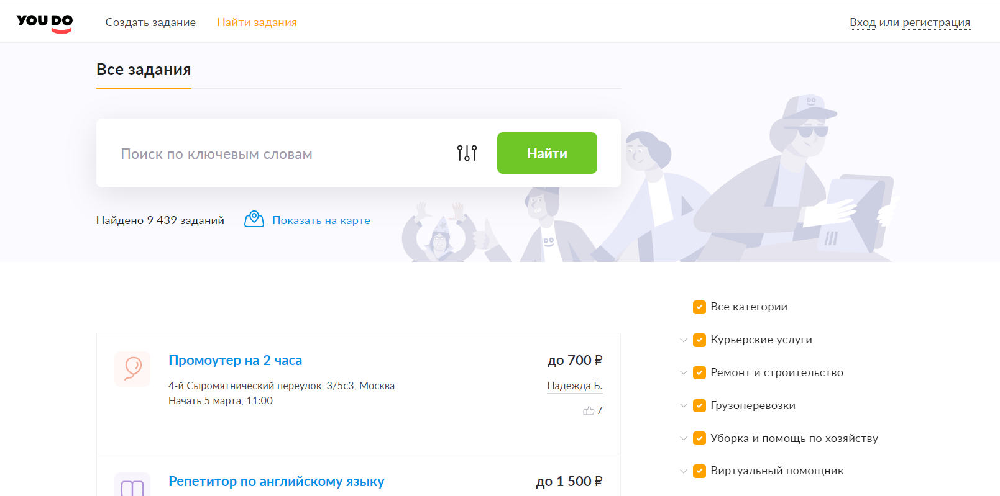 YOU DO
Создать задание
Найти задания
Вход или регистрация
Все задания
Поиск по ключевым словам
Найти
Найдено 9 439 заданий
Показать на карте
DO
DO
Все категории
Курьерские услуги
Ремонт и строительство
Грузоперевозки
Уборка и помощь по хозяйству
Виртуальный помощник
Промоутер на 2 часа
до 700 ₽
4-й Сыромятнический переулок, 3/5с3, Москва
Надежда Б.
Начать 5 марта, 11:00
7
Репетитор по английскому языку
до 1 500 ₽